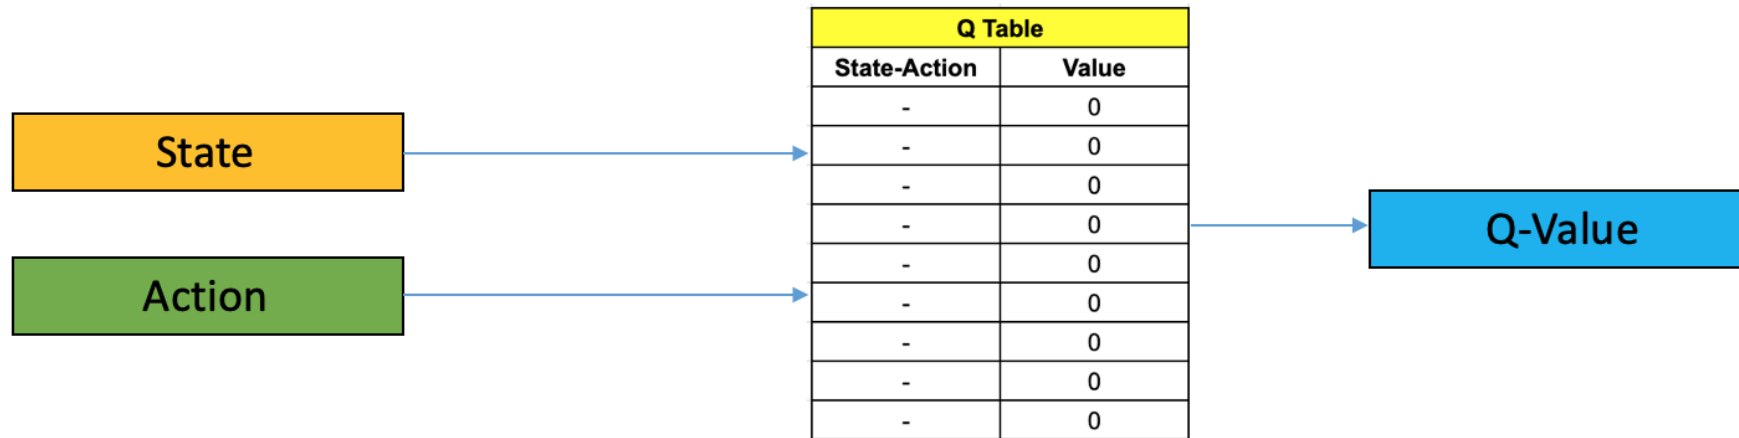 Q Table
State-Action Value
- 0
- 0
- 0
- 0
- 0
- 0
- 0
- 0
- 0
State
Action
Q-Value